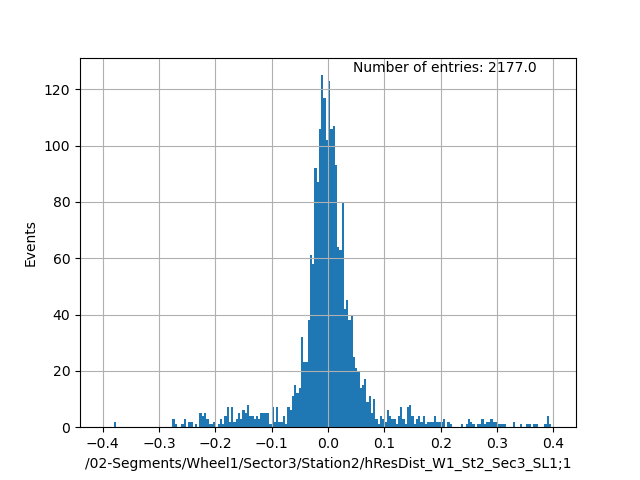 Number of entries: 2177.0
Events
120
100
80
60
40
20
0
−0.4 −0.3 −0.2 −0.1 0.0 0.1 0.2 0.3 0.4
/02-Segments/Wheel1/Sector3/Station2/hResDist_W1_St2_Sec3_SL1;1